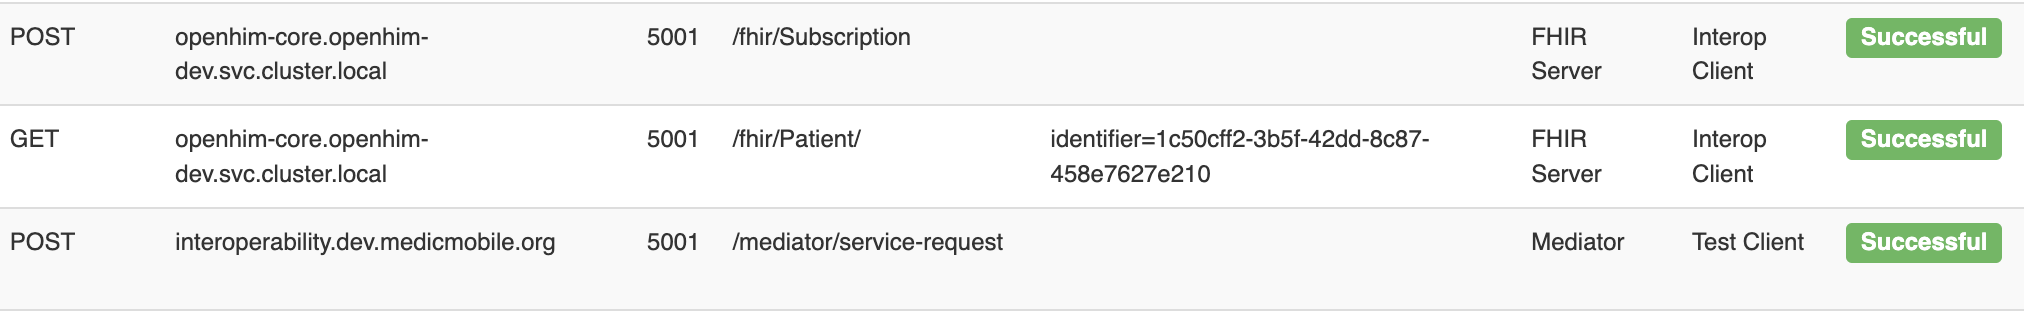 POST openhim-core.openhim- 5001 /fhir/Subscription FHIR Interop Successful
dev.svc.cluster.local Server Client
GET openhim-core.openhim- 5001 /fhir/Patient/ identifier=1c50cff2-3b5f-42dd-8c87- FHIR Interop Successful
dev.svc.cluster.local 458e7627e210 Server Client
POST interoperability.dev.medicmobile.org 5001 /mediator/service-request Mediator Test Client Successful